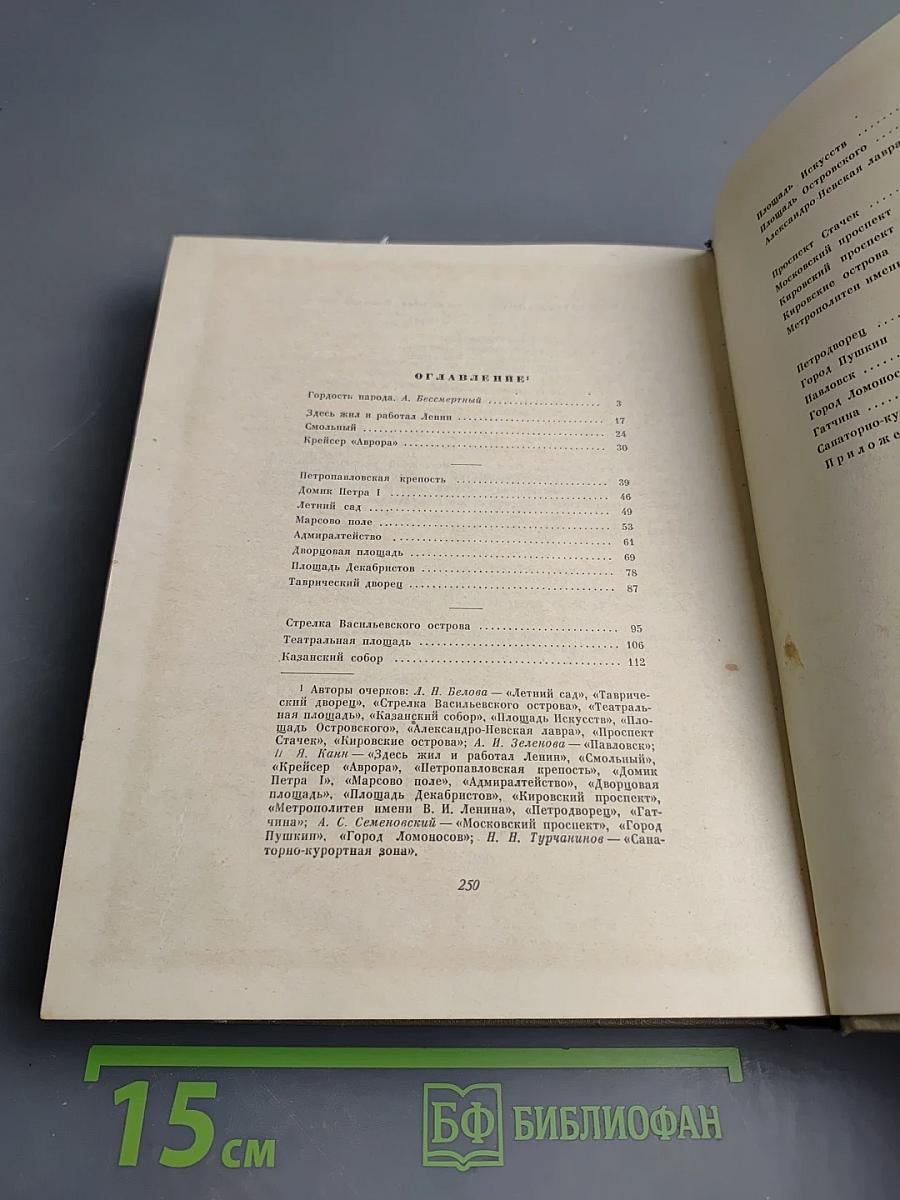 ОГЛАВЛЕНИЕ¹
Гордость народа. А. Бессмертный .......... 3
Здесь жил и работал Ленин .......... 17
Смольный .......... 24
Крейсер «Аврора» .......... 30
Петропавловская крепость .......... 39
Домик Петра I .......... 46
Летний сад .......... 49
Марсово поле .......... 53
Адмиралтейство .......... 61
Дворцовая площадь .......... 69
Площадь Декабристов .......... 78
Таврический дворец .......... 87
Стрелка Васильевского острова .......... 95
Театральная площадь .......... 106
Казанский собор .......... 112
1 Авторы очерков: Л. Н. Белова — «Летний сад», «Тавриче-
ский дворец», «Стрелка Васильевского острова», «Театраль-
ная площадь», «Казанский собор», «Площадь Искусств», «Пло-
щадь Островского», «Александро-Невская лавра», «Проспект
Стачек», «Кировские острова»; А. И. Зеленова — «Павловск»;
П Я. Канн — «Здесь жил и работал Ленин», «Смольный»,
«Крейсер «Аврора», «Петропавловская крепость», «Домик
Петра I», «Марсово поле», «Адмиралтейство», «Дворцовая
площадь», «Площадь Декабристов», «Кировский проспект»,
«Метрополитен имени В. И. Ленина», «Петродворец», «Гат-
чина»; А. С. Семеновский — «Московский проспект», «Город
Пушкин», «Город Ломоносов»; Н. Н. Турчанинов — «Сана-
торно-курортная зона».
250
Площадь Искусств ....
Площадь Островского ....
Александро-Невская лавра
Проспект Стачек ....
Московский проспект
Кировский проспект
Кировские острова
Метрополитен имени
Петродворец ....
Город Пушкин
Павловск ....
Город Ломонос
Гатчина ....
Санаторно-ку
Приложе
15 см
БФ БИБЛИОФАН